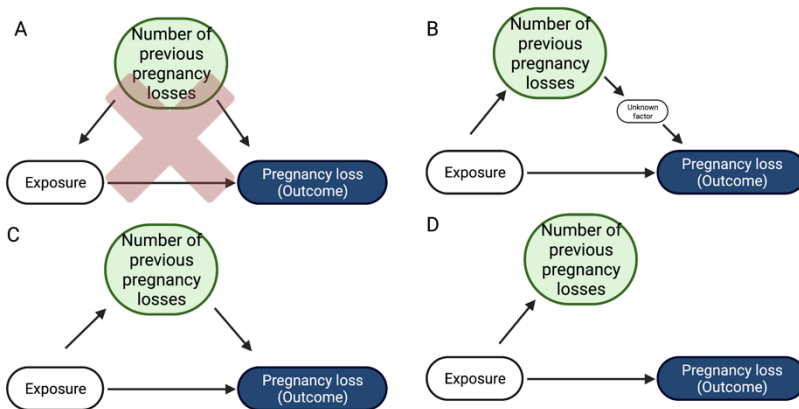 A
Number of
previous
pregnancy
losses
Exposure
Pregnancy loss
(Outcome)
B
Number of
previous
pregnancy
losses
Unknown
factor
Exposure
Pregnancy loss
(Outcome)
C
Number of
previous
pregnancy
losses
Exposure
Pregnancy loss
(Outcome)
D
Number of
previous
pregnancy
losses
Exposure
Pregnancy loss
(Outcome)